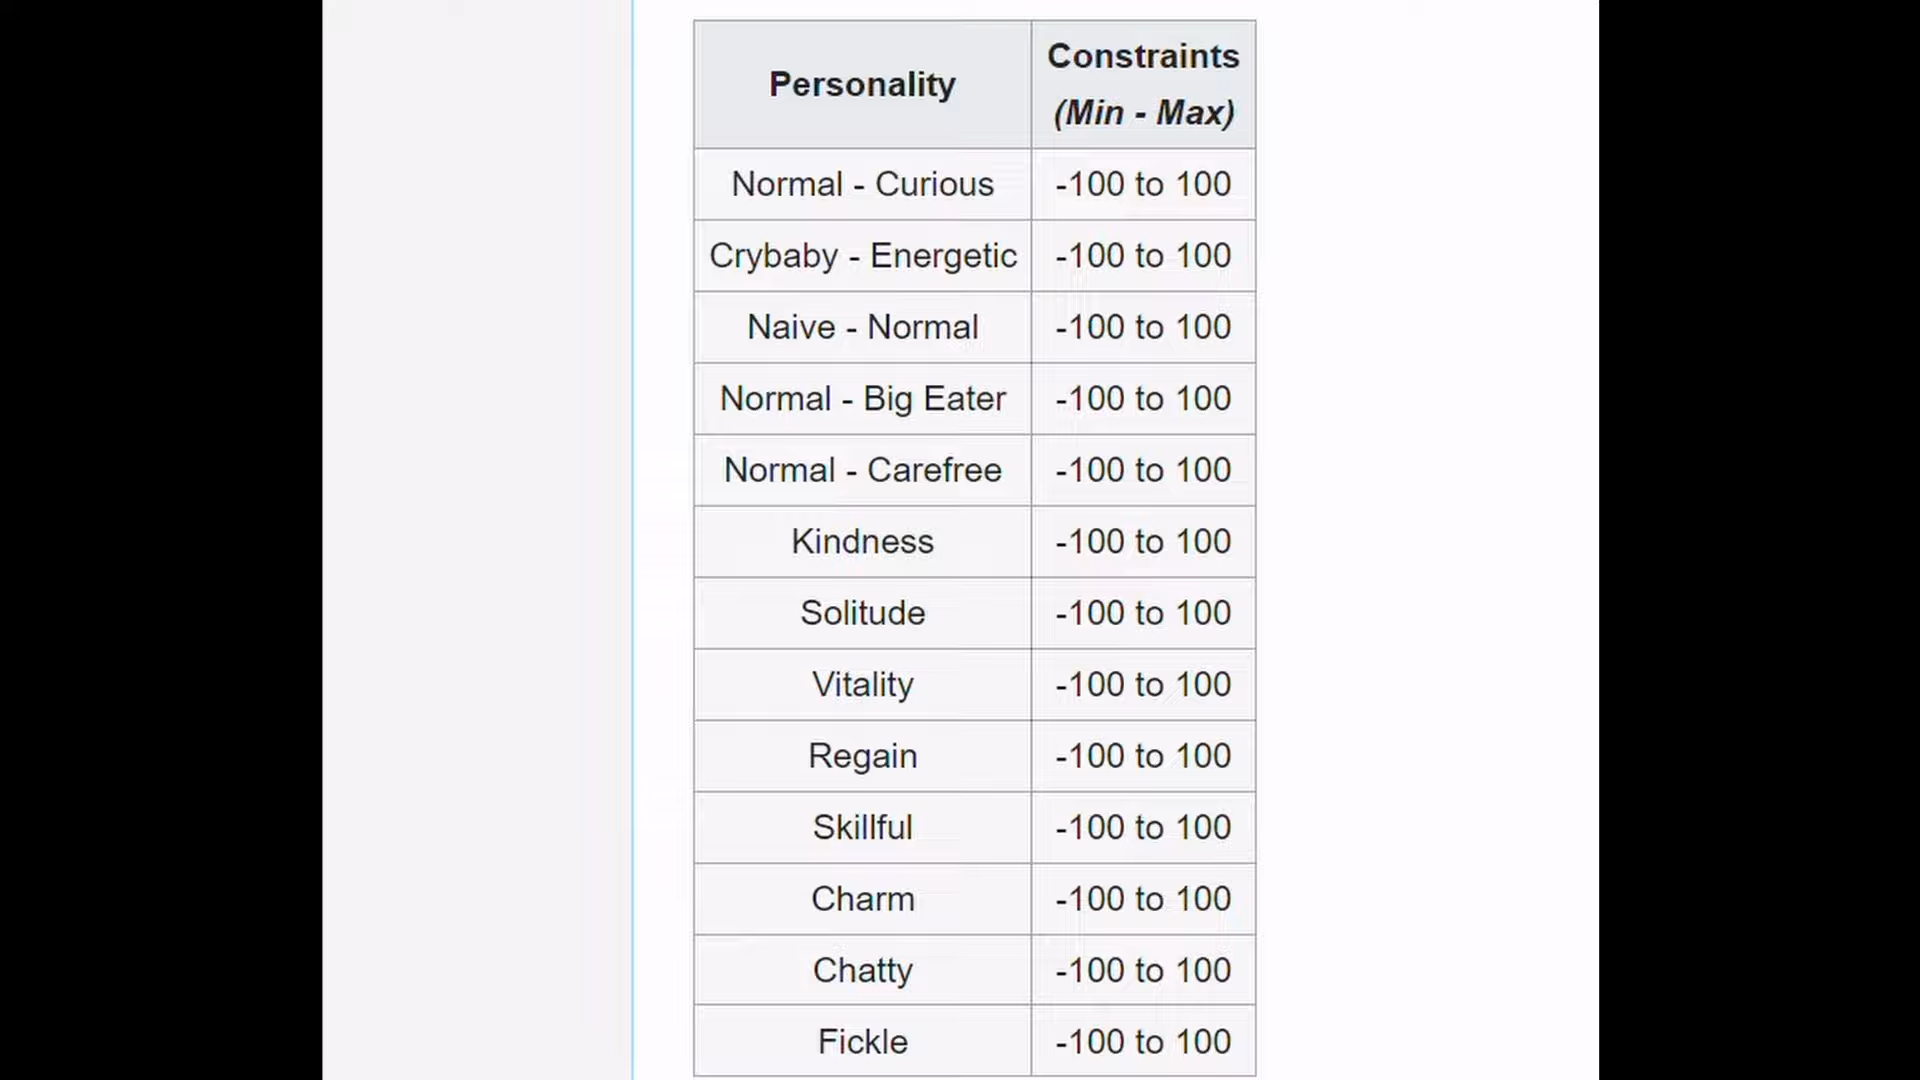 Personality
Constraints
(Min - Max)
Normal - Curious -100 to 100
Crybaby - Energetic -100 to 100
Naive - Normal -100 to 100
Normal - Big Eater -100 to 100
Normal - Carefree -100 to 100
Kindness -100 to 100
Solitude -100 to 100
Vitality -100 to 100
Regain -100 to 100
Skillful -100 to 100
Charm -100 to 100
Chatty -100 to 100
Fickle -100 to 100